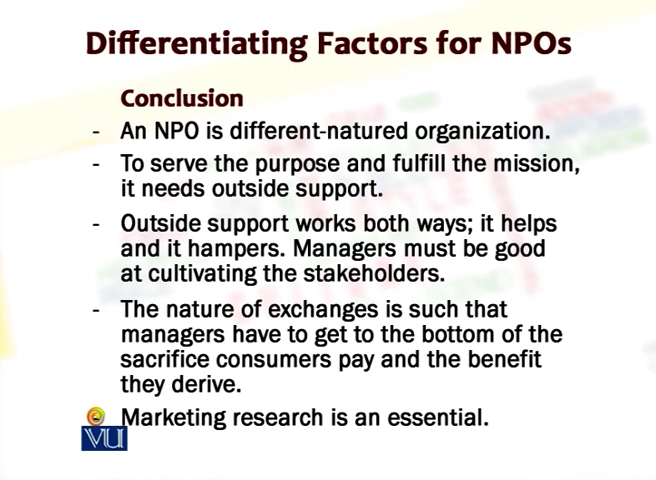 Differentiating Factors for NPOs
Conclusion
- An NPO is different-natured organization.
- To serve the purpose and fulfill the mission,
it needs outside support.
- Outside support works both ways; it helps
and it hampers. Managers must be good
at cultivating the stakeholders.
- The nature of exchanges is such that
managers have to get to the bottom of the
sacrifice consumers pay and the benefit
they derive.
Marketing research is an essential.
VU